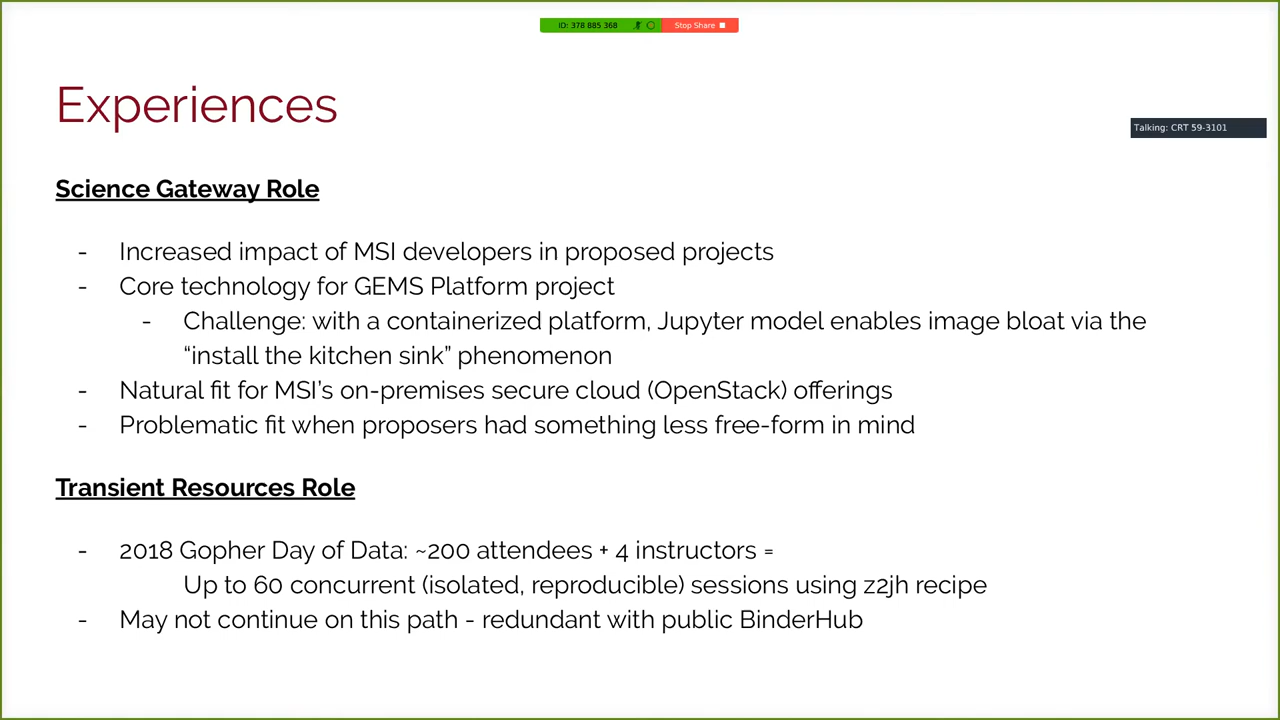 ID: 378 885 368 Stop Share
Experiences
Talking: CRT 59-3101
Science Gateway Role
- Increased impact of MSI developers in proposed projects
- Core technology for GEMS Platform project
- Challenge: with a containerized platform, Jupyter model enables image bloat via the
“install the kitchen sink” phenomenon
- Natural fit for MSI’s on-premises secure cloud (OpenStack) offerings
- Problematic fit when proposers had something less free-form in mind
Transient Resources Role
- 2018 Gopher Day of Data: ~200 attendees + 4 instructors =
Up to 60 concurrent (isolated, reproducible) sessions using z2jh recipe
- May not continue on this path - redundant with public BinderHub